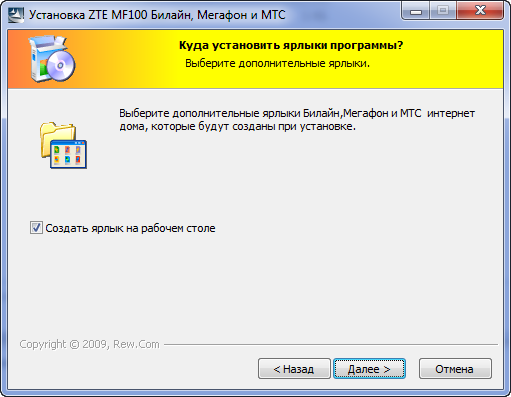 Установка ZTE MF100 Билайн, Мегафон и МТС
Куда установить ярлыки программы?
Выберите дополнительные ярлыки.
Выберите дополнительные ярлыки Билайн,Мегафон и МТС интернет
дома, которые будут созданы при установке.
Создать ярлык на рабочем столе
Copyright © 2009, Rew.Com
< Назад
Далее >
Отмена